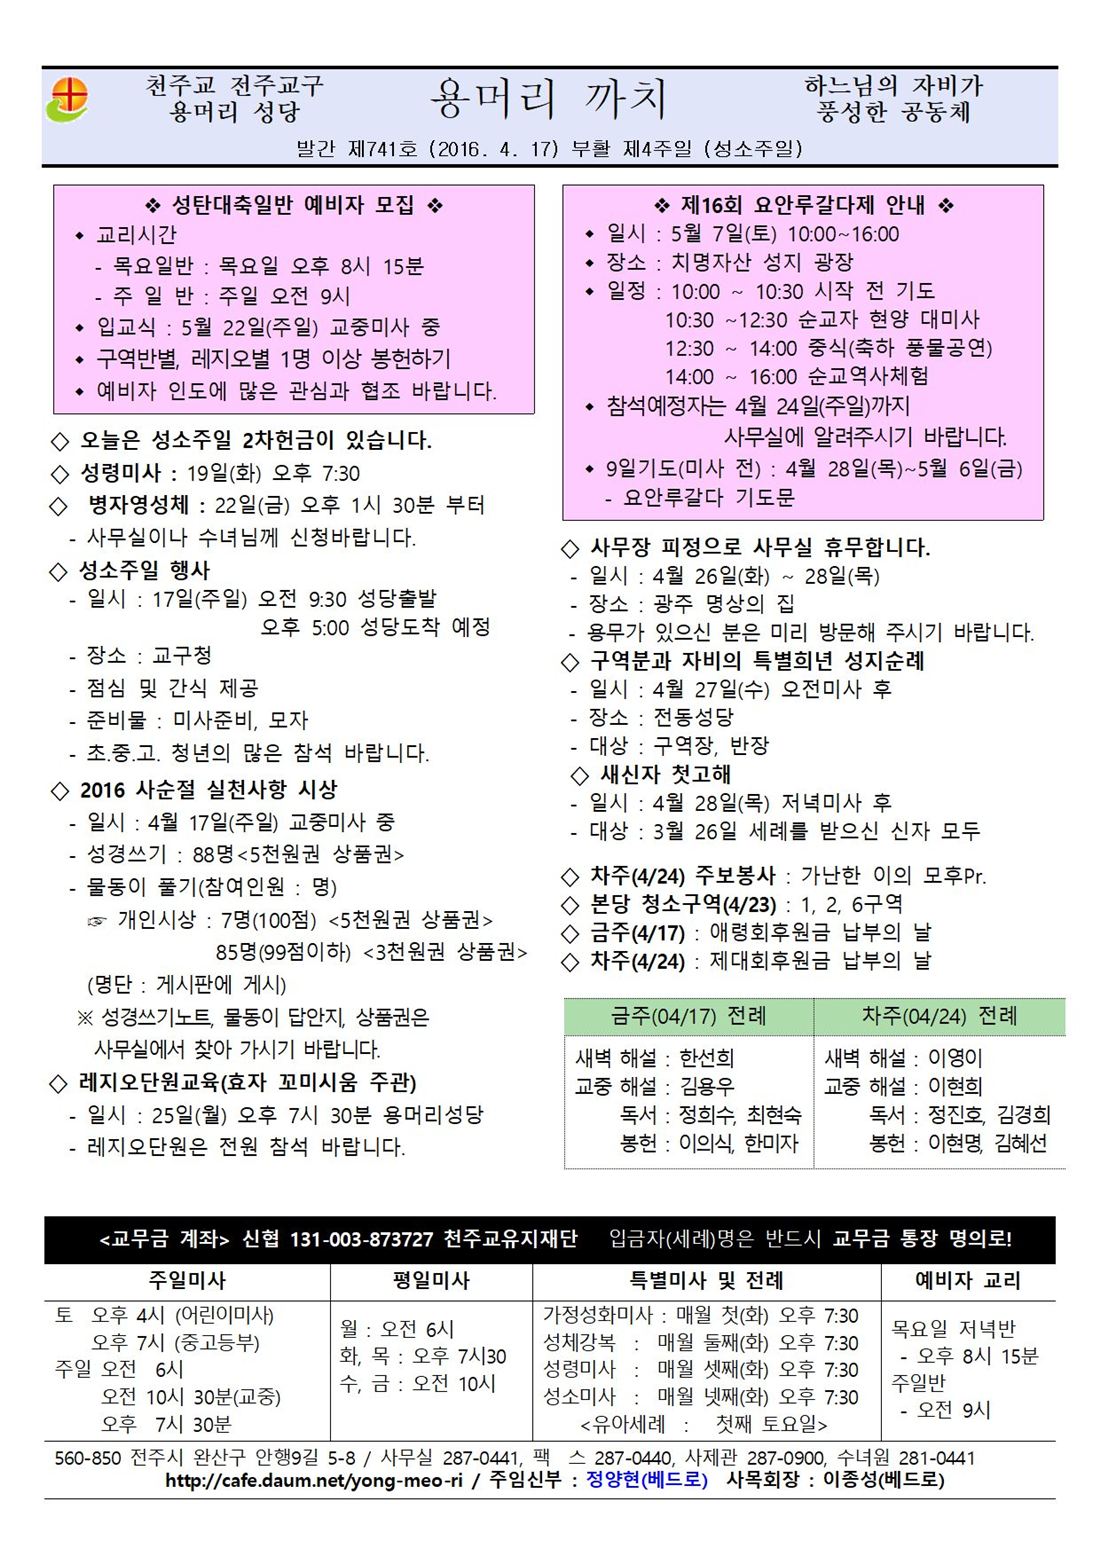 천주교 전주교구
용머리 성당
용머리 까치
하느님의 자비가
풍성한 공동체
발간 제741호 (2016. 4. 17) 부활 제4주일 (성소주일)
❖ 성탄대축일반 예비자 모집 ❖
◆ 교리시간
- 목요일반 : 목요일 오후 8시 15분
- 주 일 반 : 주일 오전 9시
◆ 입교식 : 5월 22일(주일) 교중미사 중
◆ 구역반별, 레지오별 1명 이상 봉헌하기
◆ 예비자 인도에 많은 관심과 협조 바랍니다.
◇ 오늘은 성소주일 2차헌금이 있습니다.
◇ 성령미사 : 19일(화) 오후 7:30
◇ 병자영성체 : 22일(금) 오후 1시 30분 부터
- 사무실이나 수녀님께 신청바랍니다.
◇ 성소주일 행사
- 일시 : 17일(주일) 오전 9:30 성당출발
오후 5:00 성당도착 예정
- 장소 : 교구청
- 점심 및 간식 제공
- 준비물 : 미사준비, 모자
- 초.중.고. 청년의 많은 참석 바랍니다.
◇ 2016 사순절 실천사항 시상
- 일시 : 4월 17일(주일) 교중미사 중
- 성경쓰기 : 88명<5천원권 상품권>
- 물동이 풀기(참여인원 : 명)
☞ 개인시상 : 7명(100점) <5천원권 상품권>
85명(99점이하) <3천원권 상품권>
(명단 : 게시판에 게시)
※ 성경쓰기노트, 물동이 답안지, 상품권은
사무실에서 찾아 가시기 바랍니다.
◇ 레지오단원교육(효자 꼬미시움 주관)
- 일시 : 25일(월) 오후 7시 30분 용머리성당
- 레지오단원은 전원 참석 바랍니다.
❖ 제16회 요안루갈다제 안내 ❖
◆ 일시 : 5월 7일(토) 10:00~16:00
◆ 장소 : 치명자산 성지 광장
◆ 일정 : 10:00 ~ 10:30 시작 전 기도
10:30 ~12:30 순교자 현양 대미사
12:30 ~ 14:00 중식(축하 풍물공연)
14:00 ~ 16:00 순교역사체험
◆ 참석예정자는 4월 24일(주일)까지
사무실에 알려주시기 바랍니다.
◆ 9일기도(미사 전) : 4월 28일(목)~5월 6일(금)
- 요안루갈다 기도문
◇ 사무장 피정으로 사무실 휴무합니다.
- 일시 : 4월 26일(화) ~ 28일(목)
- 장소 : 광주 명상의 집
- 용무가 있으신 분은 미리 방문해 주시기 바랍니다.
◇ 구역분과 자비의 특별희년 성지순례
- 일시 : 4월 27일(수) 오전미사 후
- 장소 : 전동성당
- 대상 : 구역장, 반장
◇ 새신자 첫고해
- 일시 : 4월 28일(목) 저녁미사 후
- 대상 : 3월 26일 세례를 받으신 신자 모두
◇ 차주(4/24) 주보봉사 : 가난한 이의 모후Pr.
◇ 본당 청소구역(4/23) : 1, 2, 6구역
◇ 금주(4/17) : 애령회후원금 납부의 날
◇ 차주(4/24) : 제대회후원금 납부의 날
금주(04/17) 전례 차주(04/24) 전례
새벽 해설 : 한선희 새벽 해설 : 이영이
교중 해설 : 김용우 교중 해설 : 이현희
독서 : 정희수, 최현숙 독서 : 정진호, 김경희
봉헌 : 이의식, 한미자 봉헌 : 이현명, 김혜선
<교무금 계좌> 신협 131-003-873727 천주교유지재단 입금자(세례)명은 반드시 교무금 통장 명의로!
주일미사 평일미사 특별미사 및 전례 예비자 교리
토 오후 4시 (어린이미사)
오후 7시 (중고등부)
주일 오전 6시
오전 10시 30분(교중)
오후 7시 30분
월 : 오전 6시
화, 목 : 오후 7시30
수, 금 : 오전 10시
가정성화미사 : 매월 첫(화) 오후 7:30
성체강복 : 매월 둘째(화) 오후 7:30
성령미사 : 매월 셋째(화) 오후 7:30
성소미사 : 매월 넷째(화) 오후 7:30
<유아세례 : 첫째 토요일>
목요일 저녁반
- 오후 8시 15분
주일반
- 오전 9시
560-850 전주시 완산구 안행9길 5-8 / 사무실 287-0441, 팩 스 287-0440, 사제관 287-0900, 수녀원 281-0441
http://cafe.daum.net/yong-meo-ri / 주임신부 : 정양현(베드로) 사목회장 : 이종성(베드로)